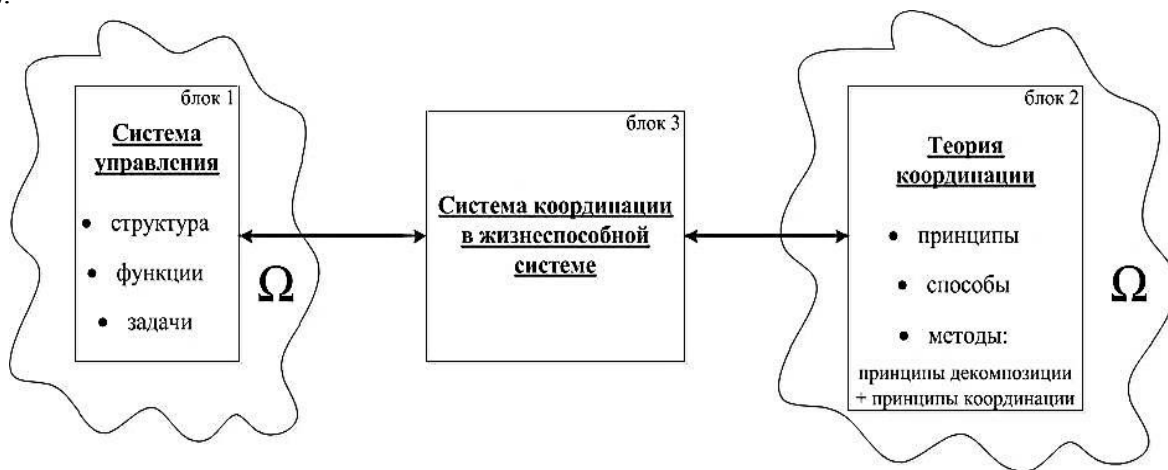 блок 1
Система
управления
• структура
• функции
• задачи
Ω
блок 3
Система координации
в жизнеспособной
системе
блок 2
Теория
координации
• принципы
• способы
• методы:
принципы декомпозиции
+ принципы координации
Ω